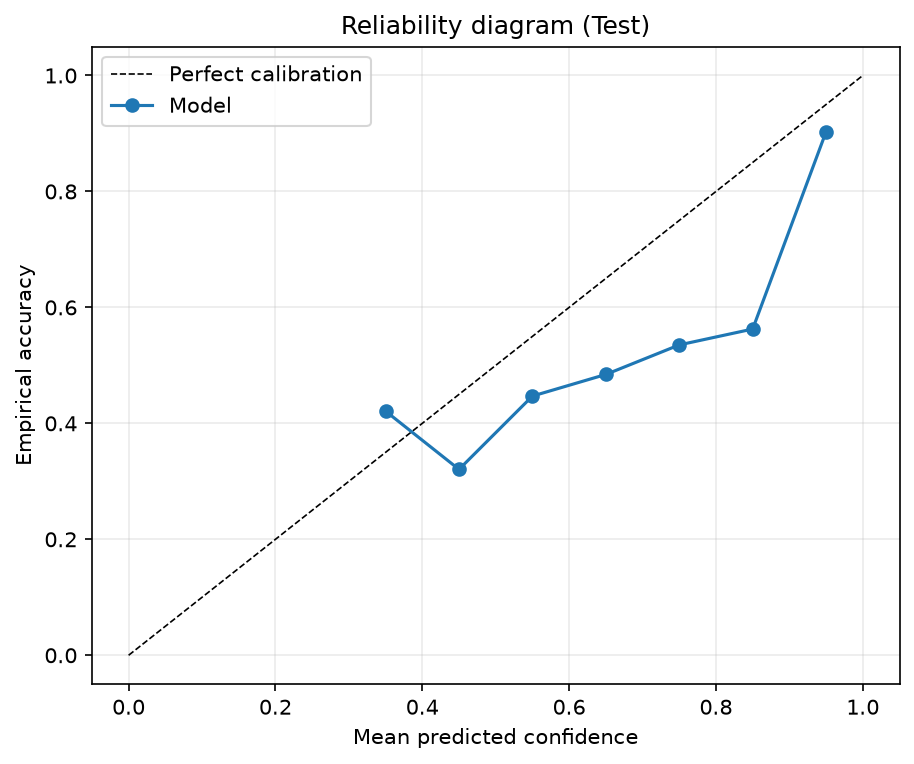 Reliability diagram (Test)
Perfect calibration
Model
Empirical accuracy
1.0
0.8
0.6
0.4
0.2
0.0
0.0 0.2 0.4 0.6 0.8 1.0
Mean predicted confidence